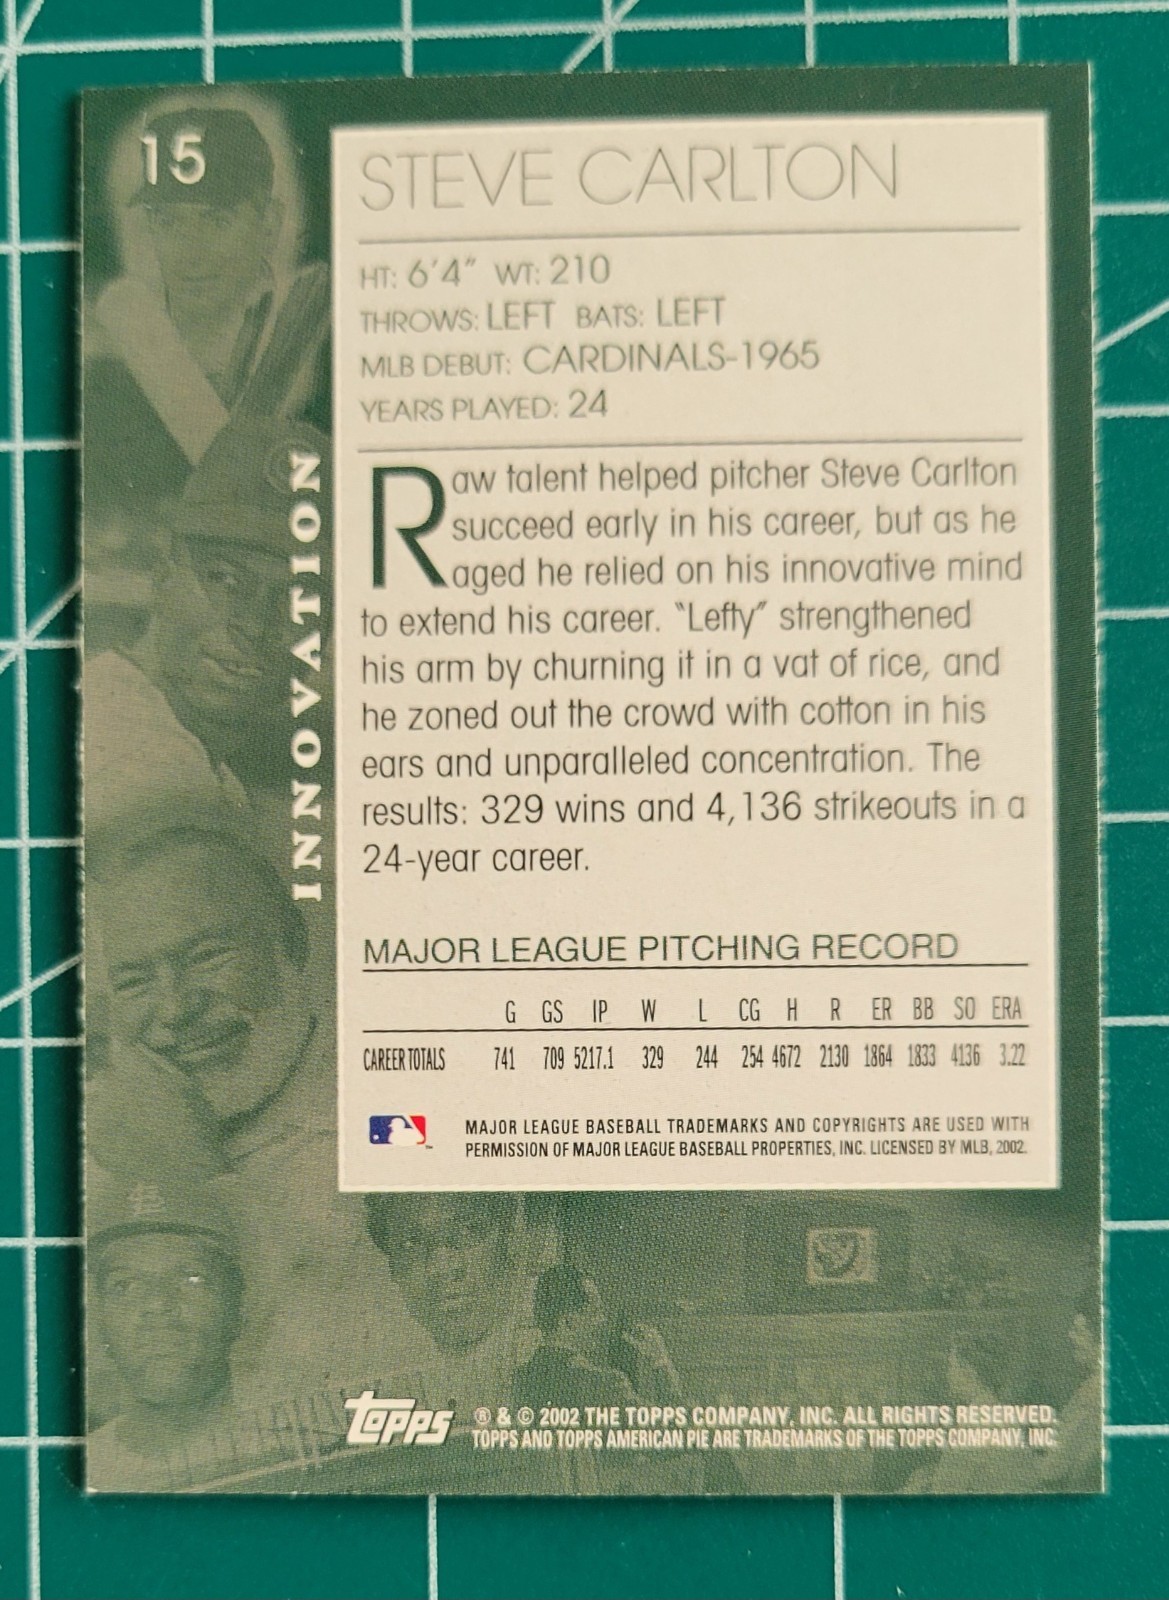 15
STEVE CARLTON
HT: 6'4" WT: 210
THROWS: LEFT BATS: LEFT
MLB DEBUT: CARDINALS-1965
YEARS PLAYED: 24
INNOVATION
Raw talent helped pitcher Steve Carlton
succeed early in his career, but as he
aged he relied on his innovative mind
to extend his career. “Lefty” strengthened
his arm by churning it in a vat of rice, and
he zoned out the crowd with cotton in his
ears and unparalleled concentration. The
results: 329 wins and 4,136 strikeouts in a
24-year career.
MAJOR LEAGUE PITCHING RECORD
G GS IP W L CG H R ER BB SO ERA
CAREER TOTALS 741 709 5217.1 329 244 254 4672 2130 1864 1833 4136 3.22
MAJOR LEAGUE BASEBALL TRADEMARKS AND COPYRIGHTS ARE USED WITH
PERMISSION OF MAJOR LEAGUE BASEBALL PROPERTIES, INC. LICENSED BY MLB, 2002.
topps ® & © 2002 THE TOPPS COMPANY, INC. ALL RIGHTS RESERVED.
TOPPS AND TOPPS AMERICAN PIE ARE TRADEMARKS OF THE TOPPS COMPANY, INC.